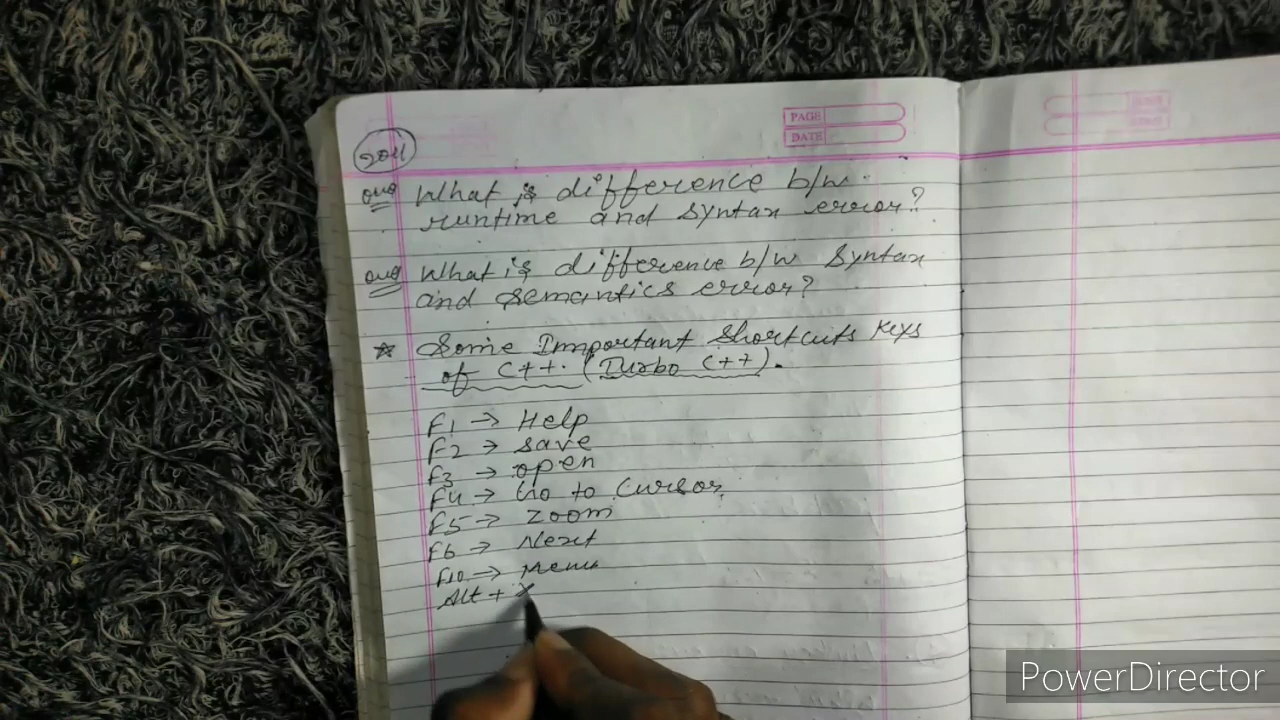 2011
PAGE
DATE
Que What is difference b/w
runtime and syntax error?
Que What is difference b/w syntax
and semantics error?
* Some Important Shortcuts Keys
of C++. (Turbo C++).
F1 → Help
F2 → save
F3 → open
F4 → Go to Cursor
F5 → Zoom
F6 → Next
F10 → Menu
Alt + X
PowerDirector